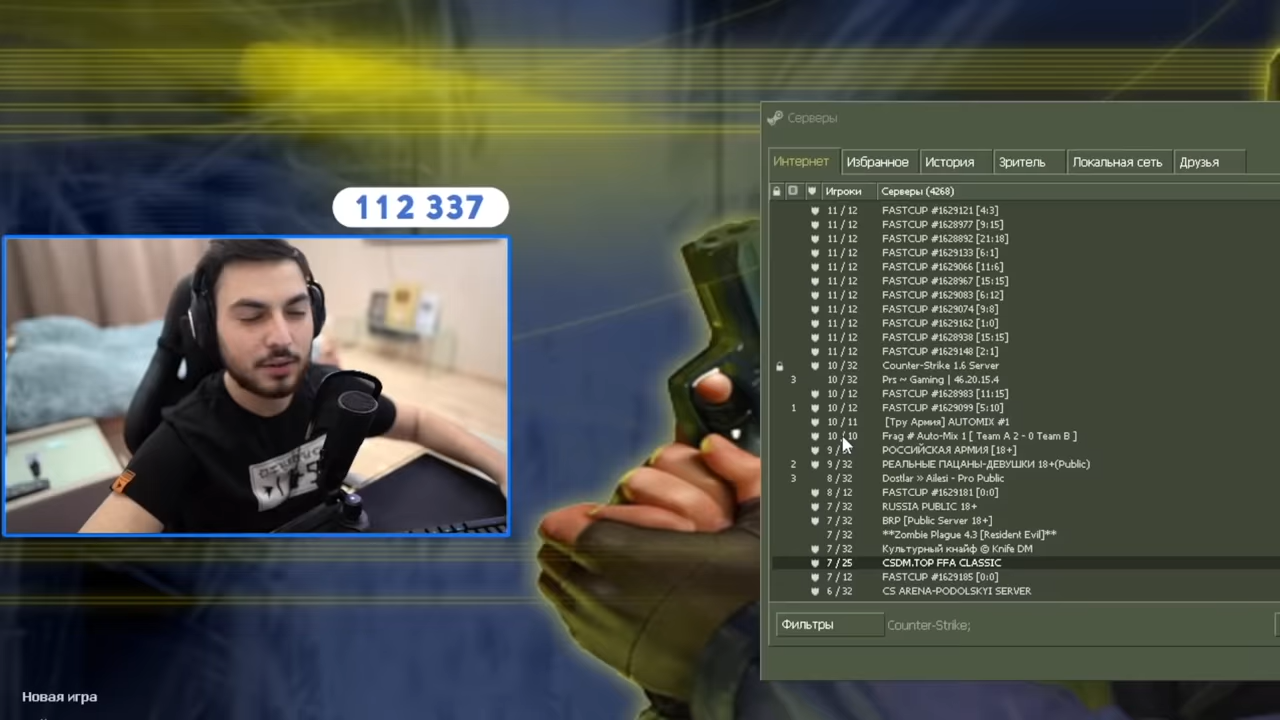 112 337
Серверы
Интернет Избранное История Зритель Локальная сеть Друзья
Игроки Серверы (4268)
11 / 12 FASTCUP #1629121 [4:3]
11 / 12 FASTCUP #1628977 [9:15]
11 / 12 FASTCUP #1628892 [21:18]
11 / 12 FASTCUP #1629133 [6:1]
11 / 12 FASTCUP #1629066 [11:6]
11 / 12 FASTCUP #1628967 [15:15]
11 / 12 FASTCUP #1629083 [6:12]
11 / 12 FASTCUP #1629074 [9:8]
11 / 12 FASTCUP #1629162 [1:0]
11 / 12 FASTCUP #1628938 [15:15]
11 / 12 FASTCUP #1629148 [2:1]
10 / 32 Counter-Strike 1.6 Server
3 10 / 32 Prs ~ Gaming | 46.20.15.4
10 / 12 FASTCUP #1628983 [11:15]
1 10 / 12 FASTCUP #1629099 [5:10]
10 / 11 [Тру Армия] AUTOMIX #1
10 / 10 Frag # Auto-Mix 1 [ Team A 2 - 0 Team B ]
9 / РОССИЙСКАЯ АРМИЯ [18+]
2 9 / 32 РЕАЛЬНЫЕ ПАЦАНЫ-ДЕВУШКИ 18+(Public)
3 8 / 32 Dostlar » Ailesi - Pro Public
8 / 12 FASTCUP #1629181 [0:0]
7 / 32 RUSSIA PUBLIC 18+
7 / 32 BRP [Public Server 18+]
7 / 32 **Zombie Plague 4.3 [Resident Evil]**
7 / 32 Культурный кнайф © Knife DM
7 / 25 CSDM.TOP FFA CLASSIC
7 / 12 FASTCUP #1629185 [0:0]
6 / 32 CS ARENA-PODOLSKYI SERVER
Фильтры Counter-Strike;
Новая игра